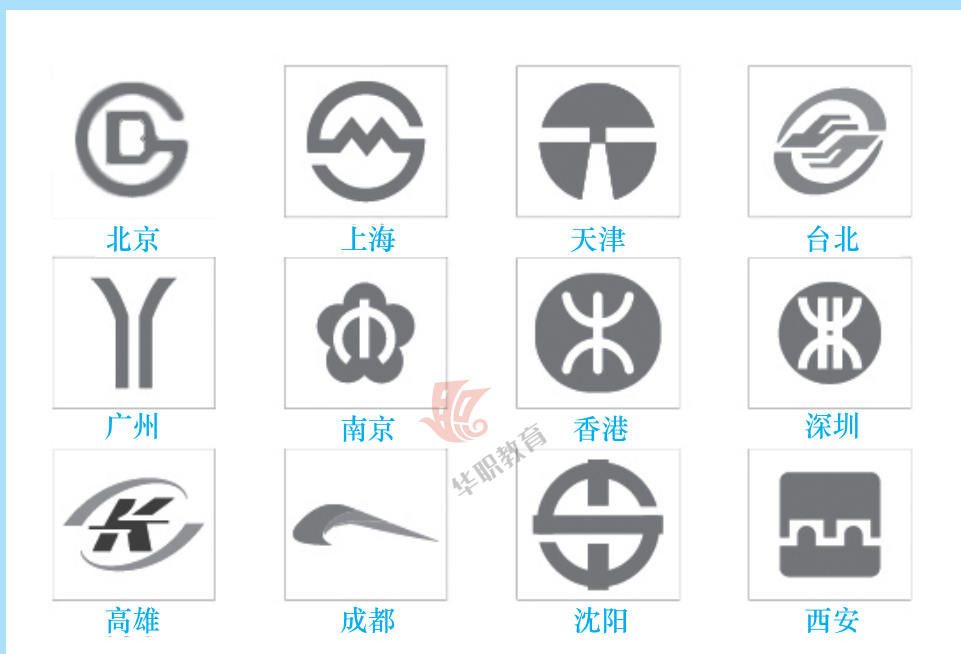 北京
上海
天津
台北
广州
南京
香港
深圳
华职教育
高雄
成都
沈阳
西安